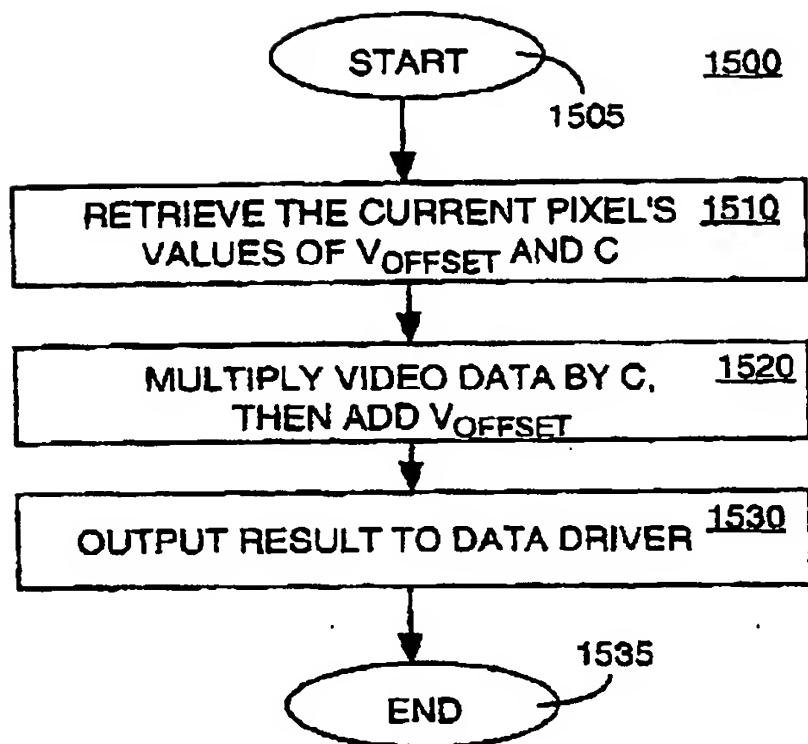 START
1500
1505
RETRIEVE THE CURRENT PIXEL'S 1510
VALUES OF VOFFSET AND C
MULTIPLY VIDEO DATA BY C, 1520
THEN ADD VOFFSET
OUTPUT RESULT TO DATA DRIVER 1530
1535
END